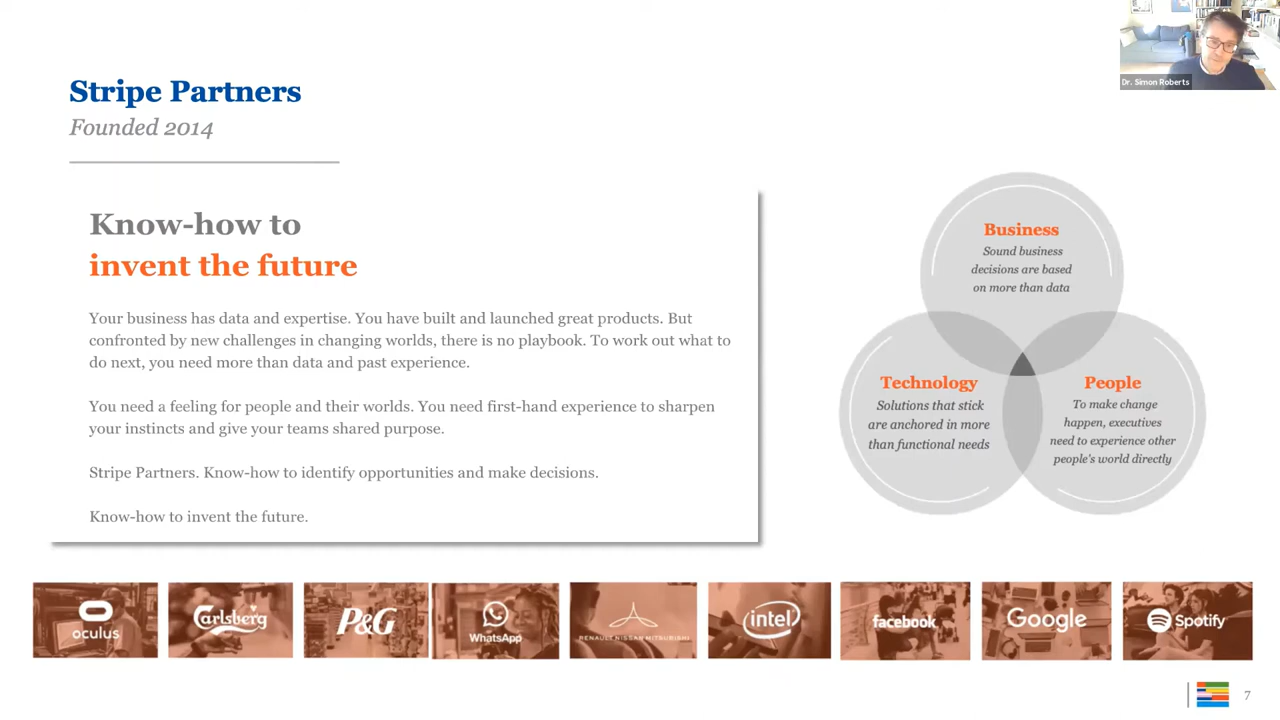 Dr. Simon Roberts
Stripe Partners
Founded 2014
Know-how to
invent the future
Your business has data and expertise. You have built and launched great products. But
confronted by new challenges in changing worlds, there is no playbook. To work out what to
do next, you need more than data and past experience.
You need a feeling for people and their worlds. You need first-hand experience to sharpen
your instincts and give your teams shared purpose.
Stripe Partners. Know-how to identify opportunities and make decisions.
Know-how to invent the future.
Business
Sound business
decisions are based
on more than data
Technology
Solutions that stick
are anchored in more
than functional needs
People
To make change
happen, executives
need to experience other
people's world directly
oculus
Carlsberg
P&G
WhatsApp
RENAULT NISSAN MITSUBISHI
intel
facebook
Google
Spotify
7